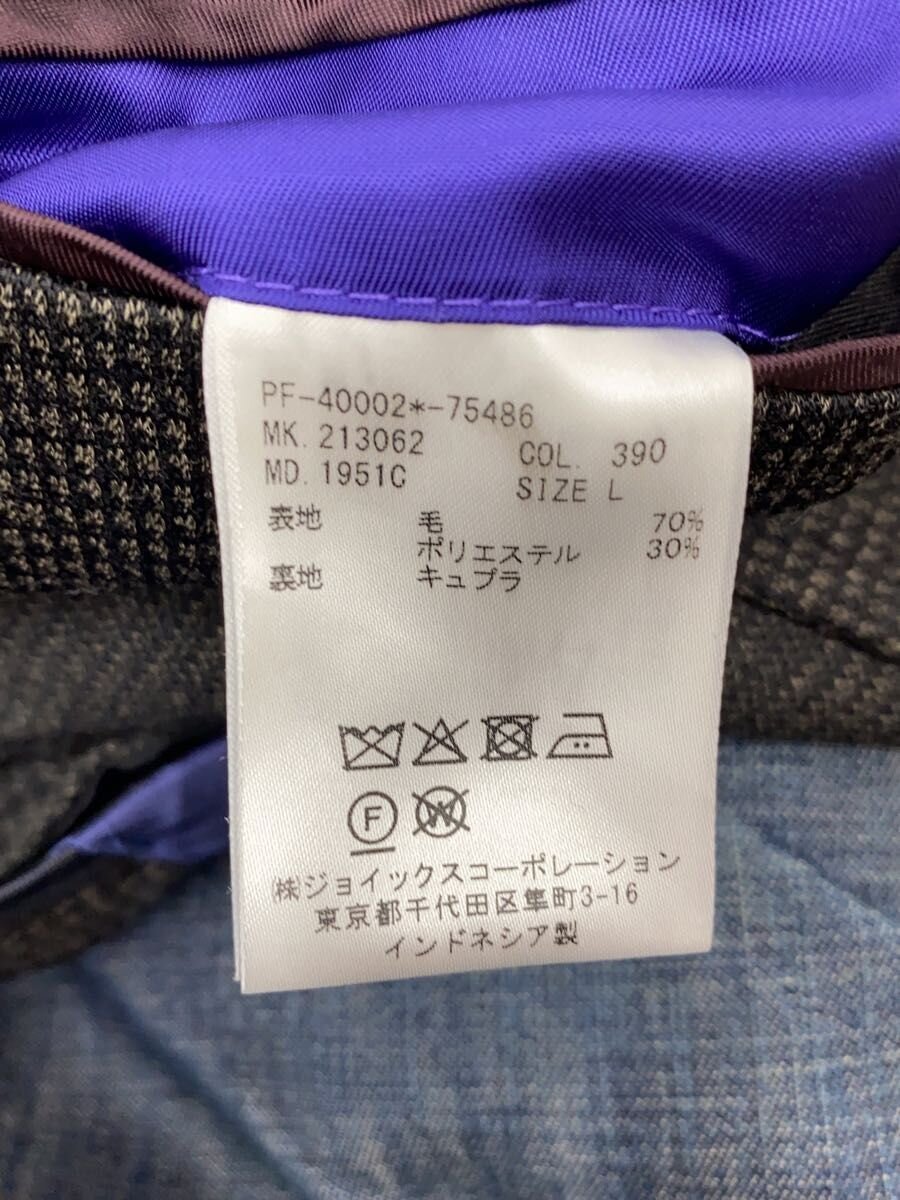 PF-40002*-75486
MK. 213062 COL. 390
MD. 1951C SIZE L
表地 毛 70%
ポリエステル 30%
裏地 キュプラ
F W
㈱ジョイックスコーポレーション
東京都千代田区隼町3-16
インドネシア製